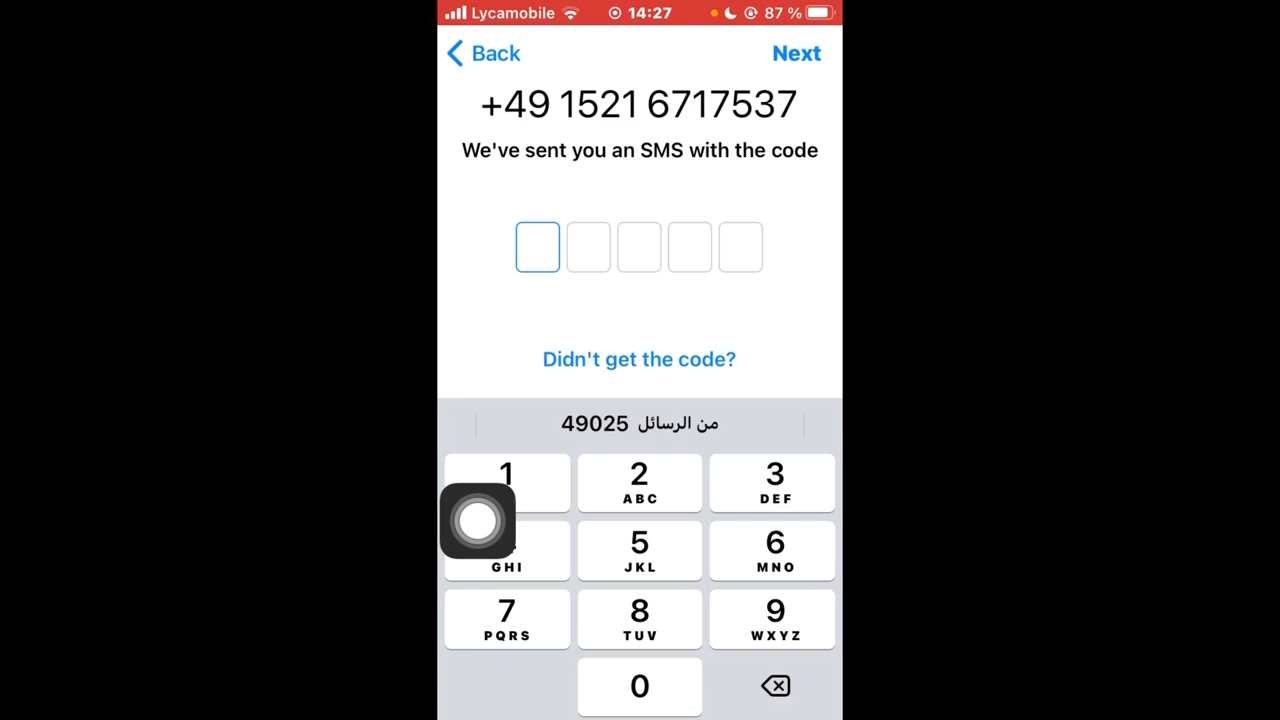 Lycamobile 14:27 87 %
Back Next
+49 1521 6717537
We've sent you an SMS with the code
Didn't get the code?
من الرسائل 49025
1 2 ABC 3 DEF
GHI 5 JKL 6 MNO
7 PQRS 8 TUV 9 WXYZ
0